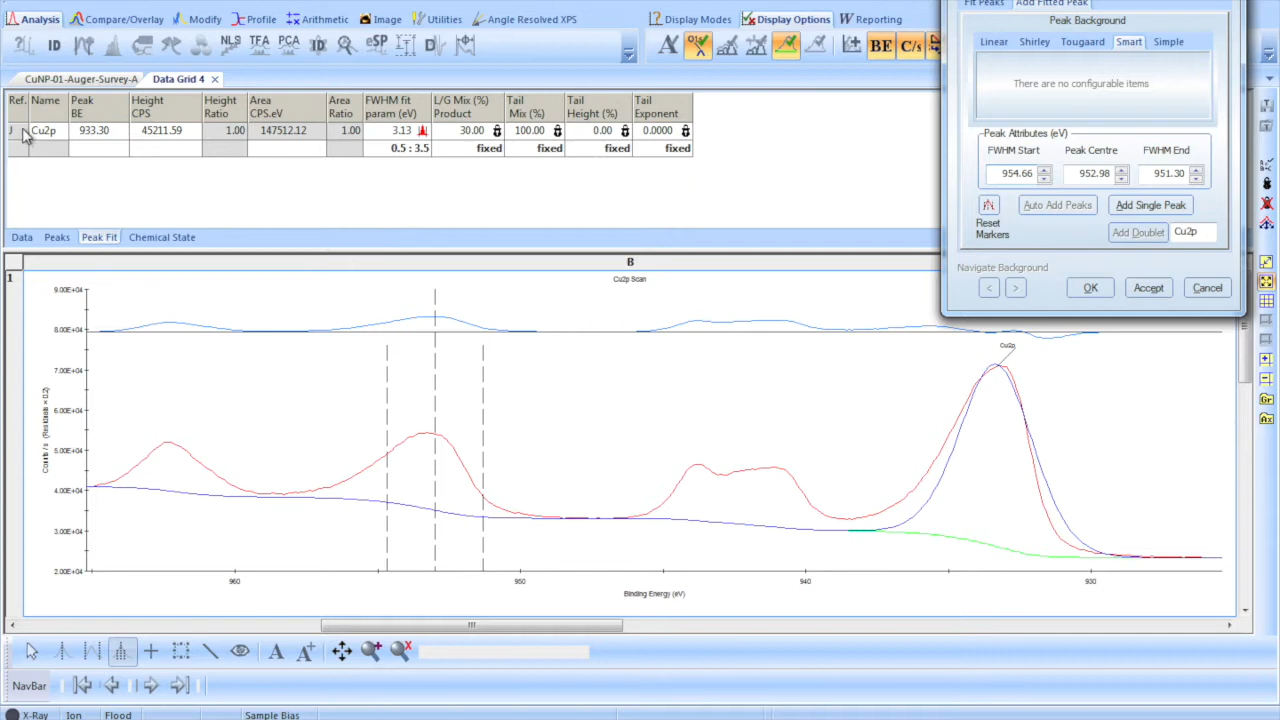 Analysis Compare/Overlay Modify Profile Arithmetic Image Utilities Angle Resolved XPS Display Modes Display Options Reporting
ID NLS TFA PCA eSP A BE C/s
CuNP-01-Auger-Survey-A Data Grid 4
Ref. Name Peak BE Height CPS Height Ratio Area CPS.eV Area Ratio FWHM fit param (eV) L/G Mix (%) Product Tail Mix (%) Tail Height (%) Tail Exponent
J Cu2p 933.30 45211.59 1.00 147512.12 1.00 3.13 30.00 100.00 0.00 0.0000
0.5 : 3.5 fixed fixed fixed fixed
Data Peaks Peak Fit Chemical State
Fit Peaks Add Fitted Peak
Peak Background
Linear Shirley Tougaard Smart Simple
There are no configurable items
Peak Attributes (eV)
FWHM Start Peak Centre FWHM End
954.66 952.98 951.30
Auto Add Peaks Add Single Peak
Reset Markers
Add Doublet Cu2p
Navigate Background
< > OK Accept Cancel
B
1
Cu2p Scan
9.00E+04
8.00E+04
7.00E+04
6.00E+04
5.00E+04
4.00E+04
3.00E+04
2.00E+04
Counts / s (Residuals × 0.2)
Cu2p
960 950 940 930
Binding Energy (eV)
Gr
Ax
A A+
NavBar
X-Ray Ion Flood Sample Bias